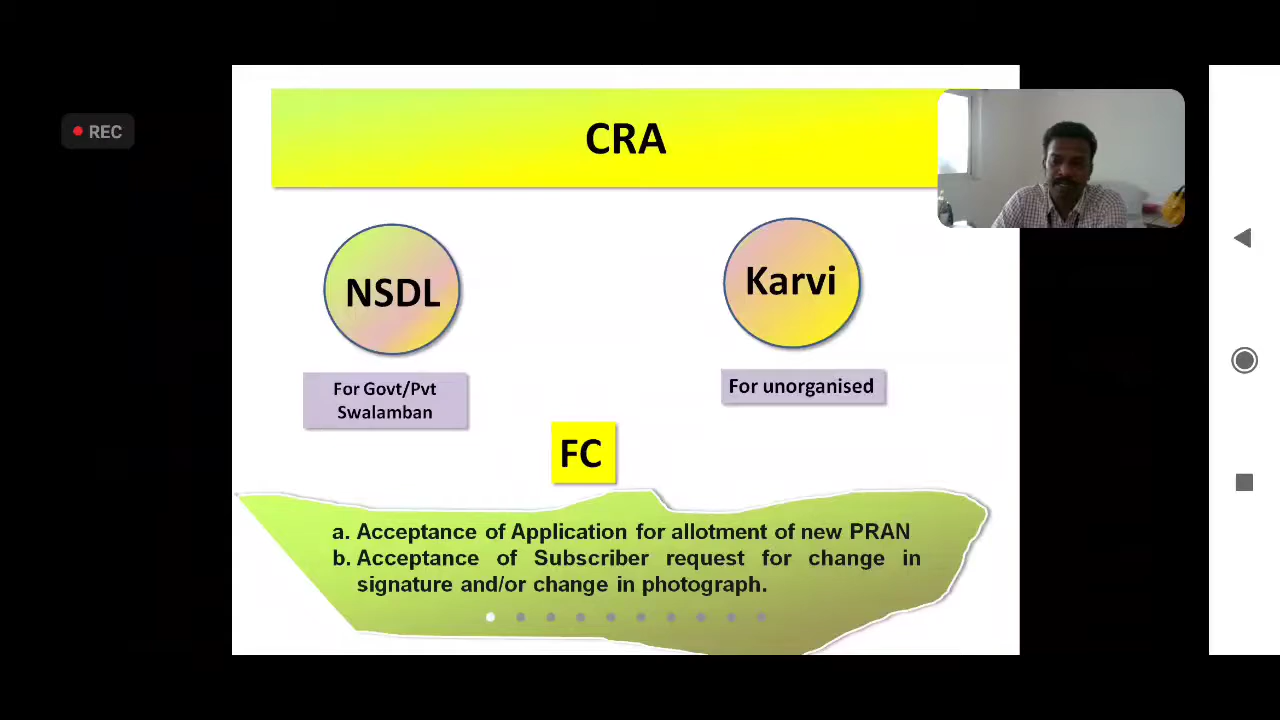 REC
CRA
NSDL
Karvi
For Govt/Pvt
Swalamban
For unorganised
FC
a. Acceptance of Application for allotment of new PRAN
b. Acceptance of Subscriber request for change in
signature and/or change in photograph.